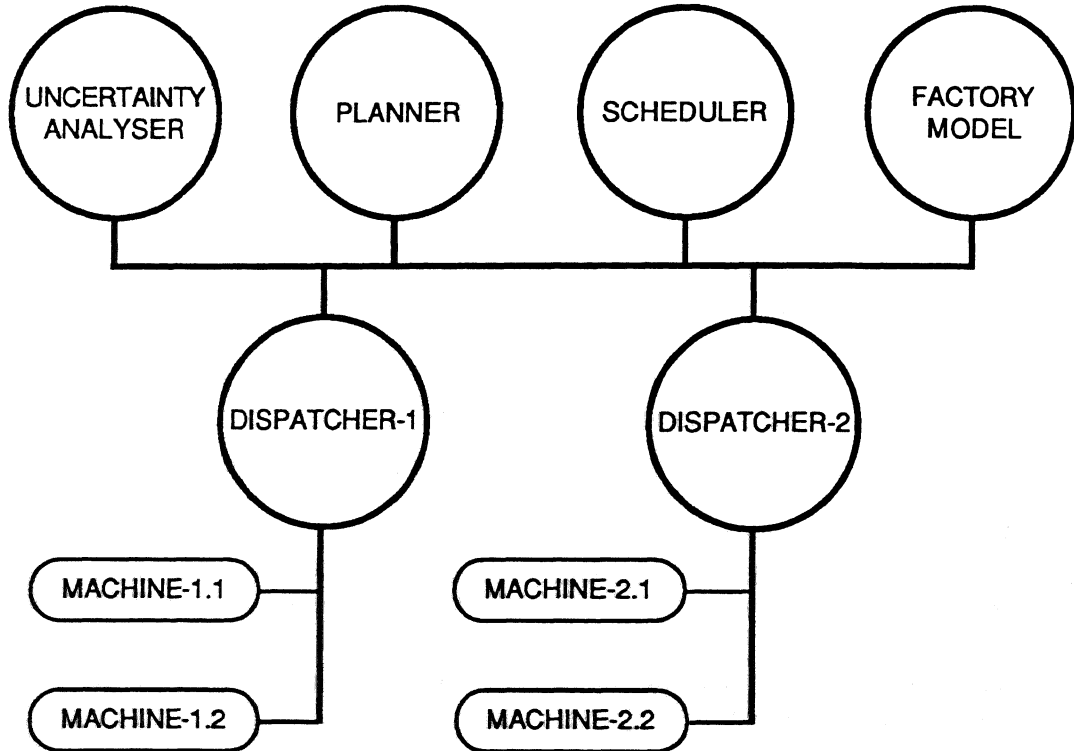 UNCERTAINTY
ANALYSER
PLANNER
SCHEDULER
FACTORY
MODEL
DISPATCHER-1
DISPATCHER-2
MACHINE-1.1
MACHINE-2.1
MACHINE-1.2
MACHINE-2.2